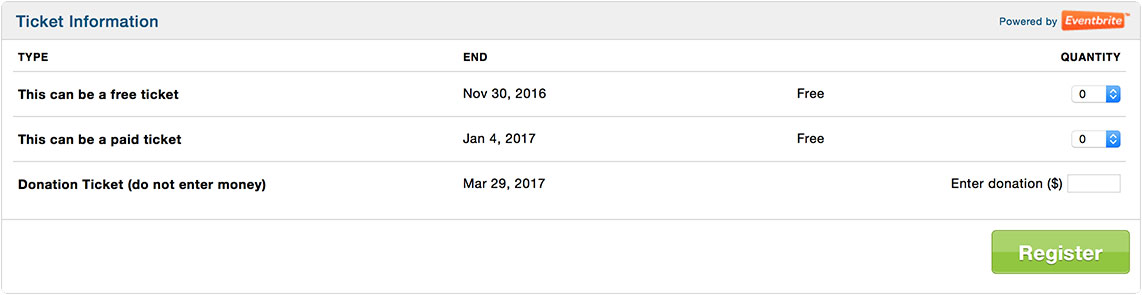 Ticket Information Powered by Eventbrite™
TYPE END QUANTITY
This can be a free ticket Nov 30, 2016 Free 0
This can be a paid ticket Jan 4, 2017 Free 0
Donation Ticket (do not enter money) Mar 29, 2017 Enter donation ($)
Register